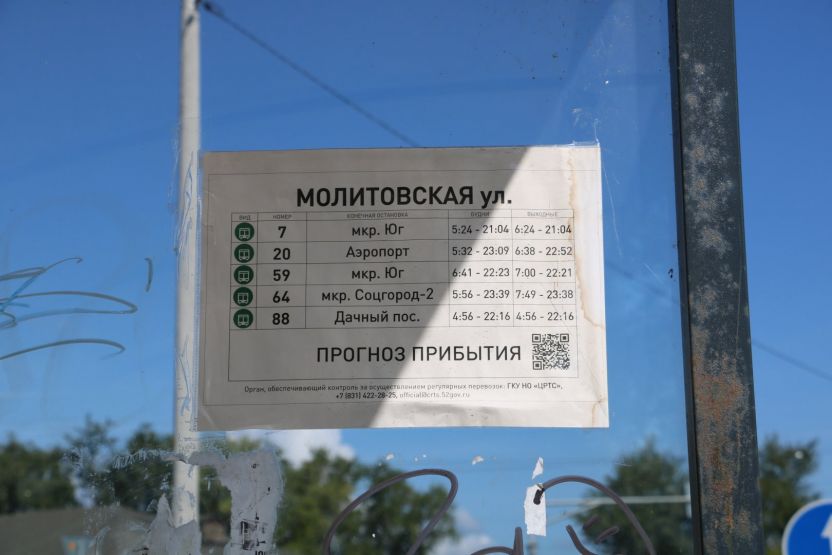 МОЛИТОВСКАЯ ул.
ВИД НОМЕР КОНЕЧНАЯ ОСТАНОВКА БУДНИ ВЫХОДНЫЕ
7 мкр. Юг 5:24 - 21:04 6:24 - 21:04
20 Аэропорт 5:32 - 23:09 6:38 - 22:52
59 мкр. Юг 6:41 - 22:23 7:00 - 22:21
64 мкр. Соцгород-2 5:56 - 23:39 7:49 - 23:38
88 Дачный пос. 4:56 - 22:16 4:56 - 22:16
ПРОГНОЗ ПРИБЫТИЯ
Орган, обеспечивающий контроль за осуществлением регулярных перевозок: ГКУ НО «ЦРТС»,
+7 (831) 422-28-25, official@crts.52gov.ru